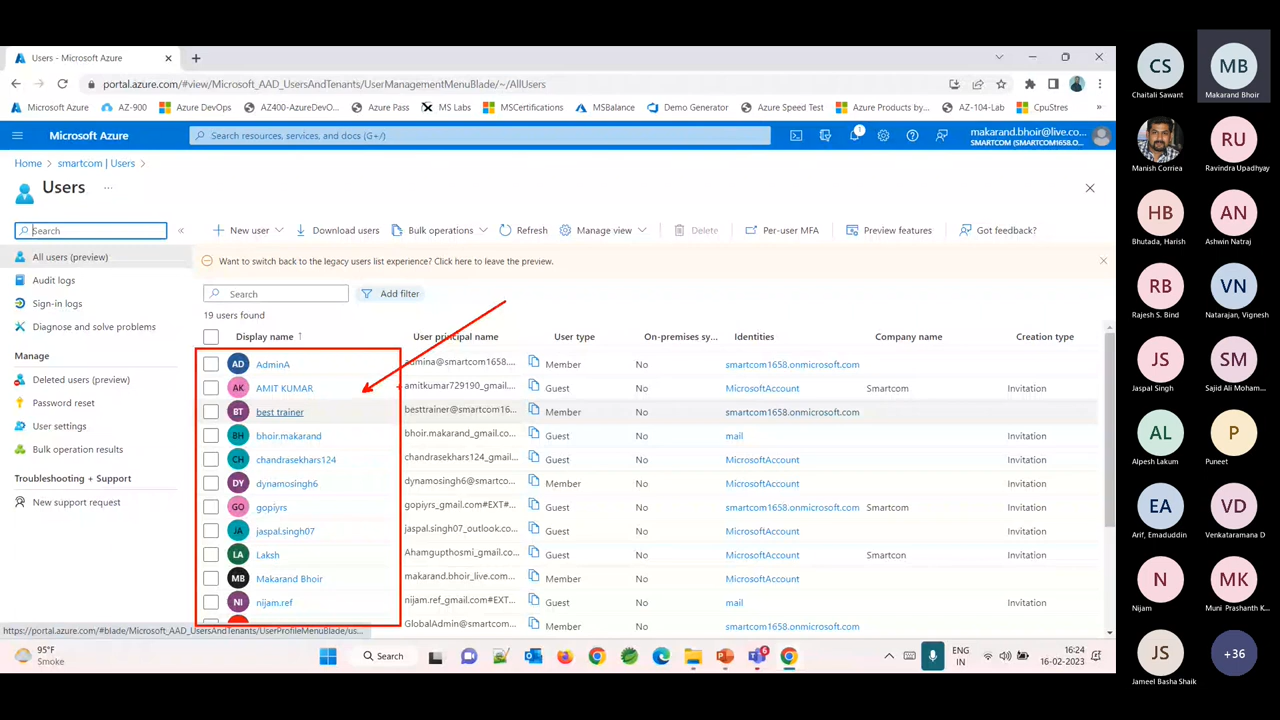 Users - Microsoft Azure
portal.azure.com/#view/Microsoft_AAD_UsersAndTenants/UserManagementMenuBlade/~/AllUsers
Microsoft Azure AZ-900 Azure DevOps AZ400-AzureDevO... Azure Pass MS Labs MSCertifications MSBalance Demo Generator Azure Speed Test Azure Products by... AZ-104-Lab CpuStres »
Microsoft Azure
Search resources, services, and docs (G+/)
1
makarand.bhoir@live.co...
SMARTCOM (SMARTCOM1658.O...
Home > smartcom | Users >
Users ...
Search «
All users (preview)
Audit logs
Sign-in logs
Diagnose and solve problems
Manage
Deleted users (preview)
Password reset
User settings
Bulk operation results
Troubleshooting + Support
New support request
New user Download users Bulk operations Refresh Manage view Delete Per-user MFA Preview features Got feedback?
Want to switch back to the legacy users list experience? Click here to leave the preview.
Search Add filter
19 users found
Display name ↑ User principal name User type On-premises sy... Identities Company name Creation type
AD AdminA admina@smartcom1658.... Member No smartcom1658.onmicrosoft.com
AK AMIT KUMAR amitkumar729190_gmail.... Guest No MicrosoftAccount Smartcom Invitation
BT best trainer besttrainer@smartcom16... Member No smartcom1658.onmicrosoft.com
BH bhoir.makarand bhoir.makarand_gmail.co... Guest No mail Invitation
CH chandrasekhars124 chandrasekhars124_gmail... Guest No MicrosoftAccount Invitation
DY dynamosingh6 dynamosingh6@smartco... Member No MicrosoftAccount Invitation
GO gopiyrs gopiyrs_gmail.com#EXT#... Guest No smartcom1658.onmicrosoft.com Smartcom Invitation
JA jaspal.singh07 jaspal.singh07_outlook.co... Guest No MicrosoftAccount Invitation
LA Laksh Ahamgupthosmi_gmail.co... Guest No MicrosoftAccount Smartcon Invitation
MB Makarand Bhoir makarand.bhoir_live.com... Member No MicrosoftAccount
NI nijam.ref nijam.ref_gmail.com#EXT... Guest No mail Invitation
GlobalAdmin@smartcom... Member No smartcom1658.onmicrosoft.com
https://portal.azure.com/#blade/Microsoft_AAD_UsersAndTenants/UserProfileMenuBlade/us...
95°F
Smoke
Search
6
ENG
IN
16:24
16-02-2023
CS MB
Chaitali Sawant Makarand Bhoir
RU
Manish Corriea Ravindra Upadhyay
HB AN
Bhutada, Harish Ashwin Natraj
RB VN
Rajesh S. Bind Natarajan, Vignesh
JS SM
Jaspal Singh Sajid Ali Moham...
AL P
Alpesh Lakum Puneet
EA VD
Arif, Emaduddin Venkataramana D
N MK
Nijam Muni Prashanth K...
JS +36
Jameel Basha Shaik